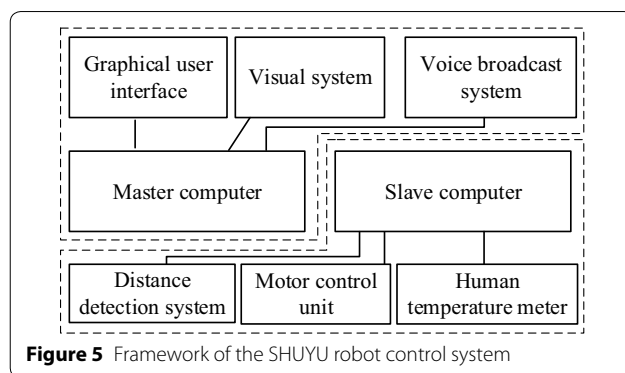 Graphical user
interface
Visual system
Voice broadcast
system
Master computer
Slave computer
Distance
detection system
Motor control
unit
Human
temperature meter
Figure 5 Framework of the SHUYU robot control system